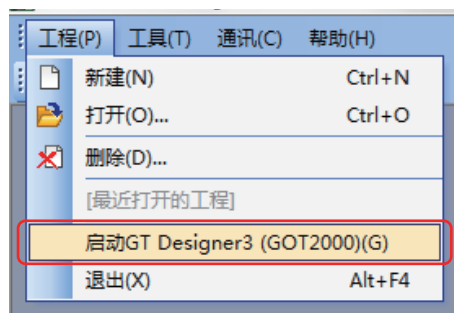 工程(P) 工具(T) 通讯(C) 帮助(H)
新建(N) Ctrl+N
打开(O)... Ctrl+O
删除(D)...
[最近打开的工程]
启动GT Designer3 (GOT2000)(G)
退出(X) Alt+F4